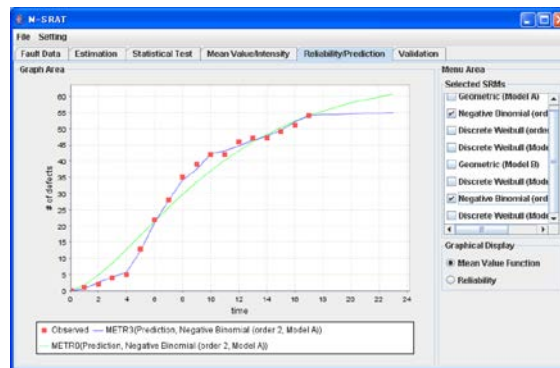 M-SRAT
File Setting
Fault Data Estimation Statistical Test Mean Value/Intensity Reliability/Prediction Validation
Graph Area
Menu Area
Selected SRMs
Geometric (Model A)
Negative Binomial (ord
Discrete Weibull (order
Discrete Weibull (Mode
Geometric (Model B)
Discrete Weibull (Mode
Negative Binomial (ord
Discrete Weibull (Mode
Graphical Display
Mean Value Function
Reliability
# of defects
60
55
50
45
40
35
30
25
20
15
10
5
0
0 2 4 6 8 10 12 14 16 18 20 22 24
time
Observed METR3(Prediction, Negative Binomial (order 2, Model A))
METR0(Prediction, Negative Binomial (order 2, Model A))